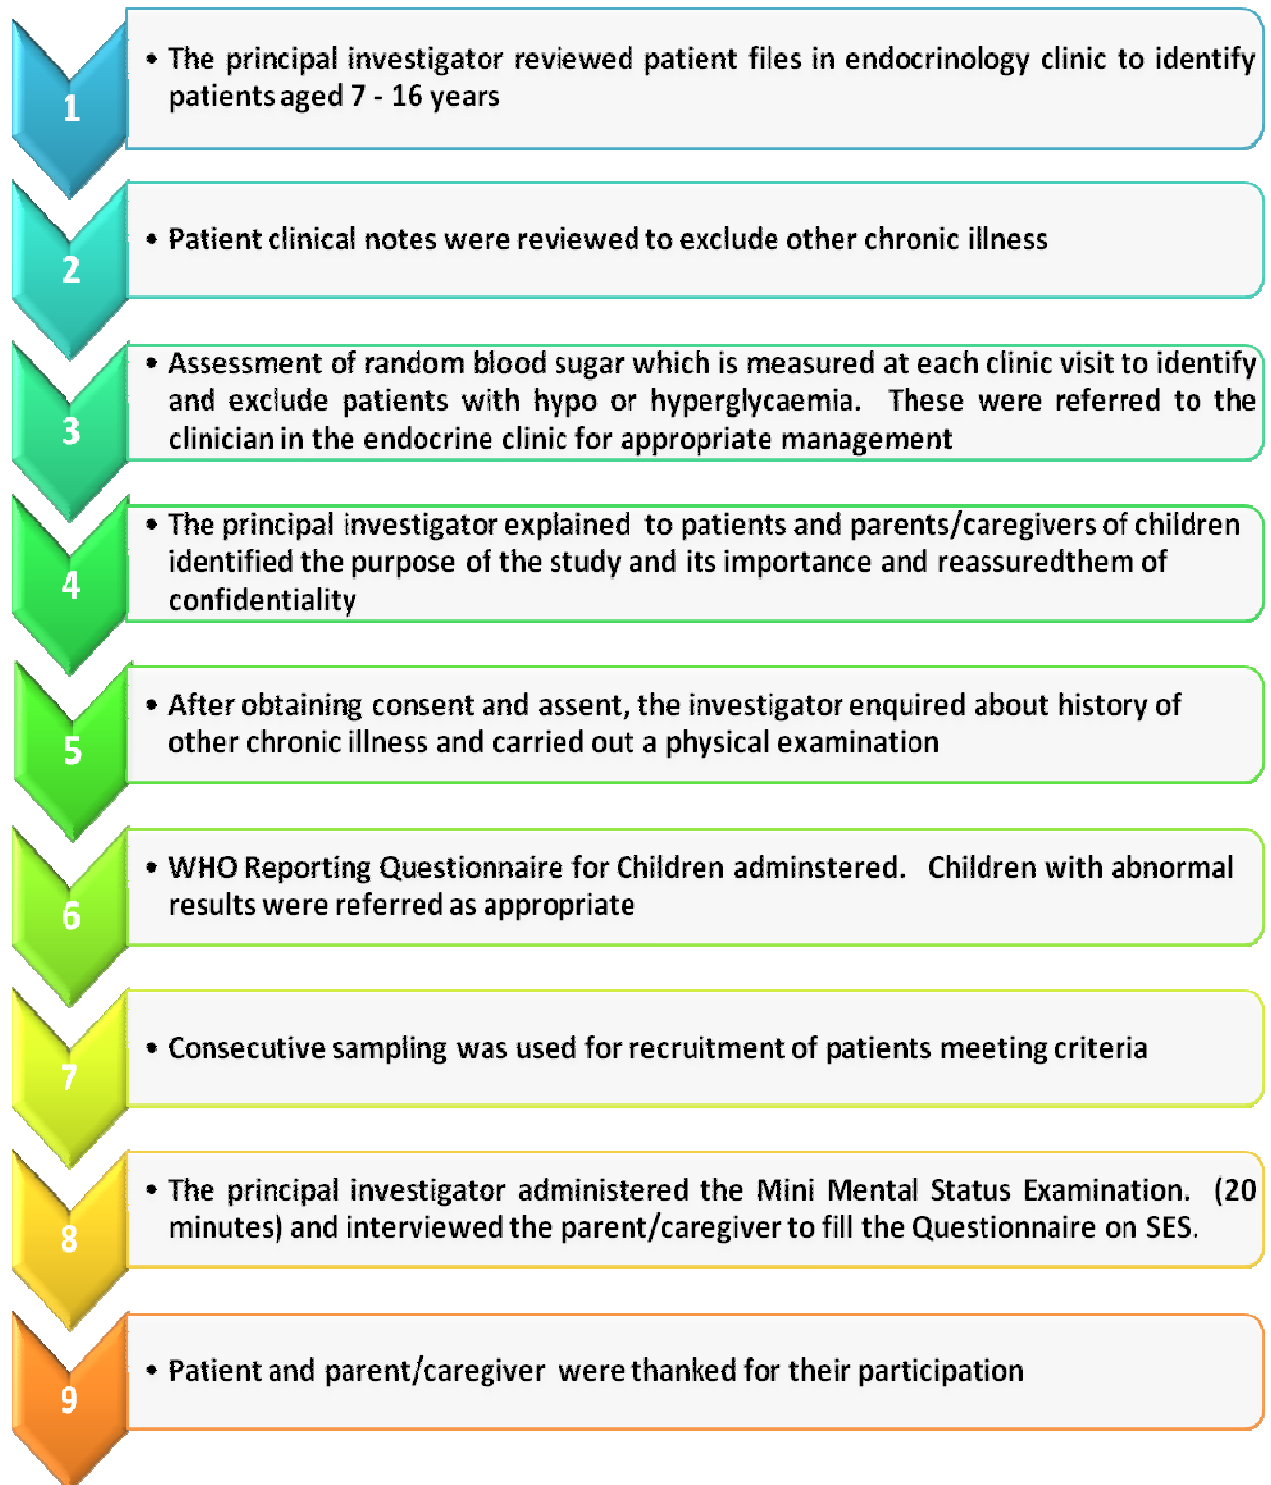 1
• The principal investigator reviewed patient files in endocrinology clinic to identify
patients aged 7 - 16 years
2
• Patient clinical notes were reviewed to exclude other chronic illness
3
• Assessment of random blood sugar which is measured at each clinic visit to identify
and exclude patients with hypo or hyperglycaemia. These were referred to the
clinician in the endocrine clinic for appropriate management
4
• The principal investigator explained to patients and parents/caregivers of children
identified the purpose of the study and its importance and reassuredthem of
confidentiality
5
• After obtaining consent and assent, the investigator enquired about history of
other chronic illness and carried out a physical examination
6
• WHO Reporting Questionnaire for Children adminstered. Children with abnormal
results were referred as appropriate
7
• Consecutive sampling was used for recruitment of patients meeting criteria
8
• The principal investigator administered the Mini Mental Status Examination. (20
minutes) and interviewed the parent/caregiver to fill the Questionnaire on SES.
9
• Patient and parent/caregiver were thanked for their participation